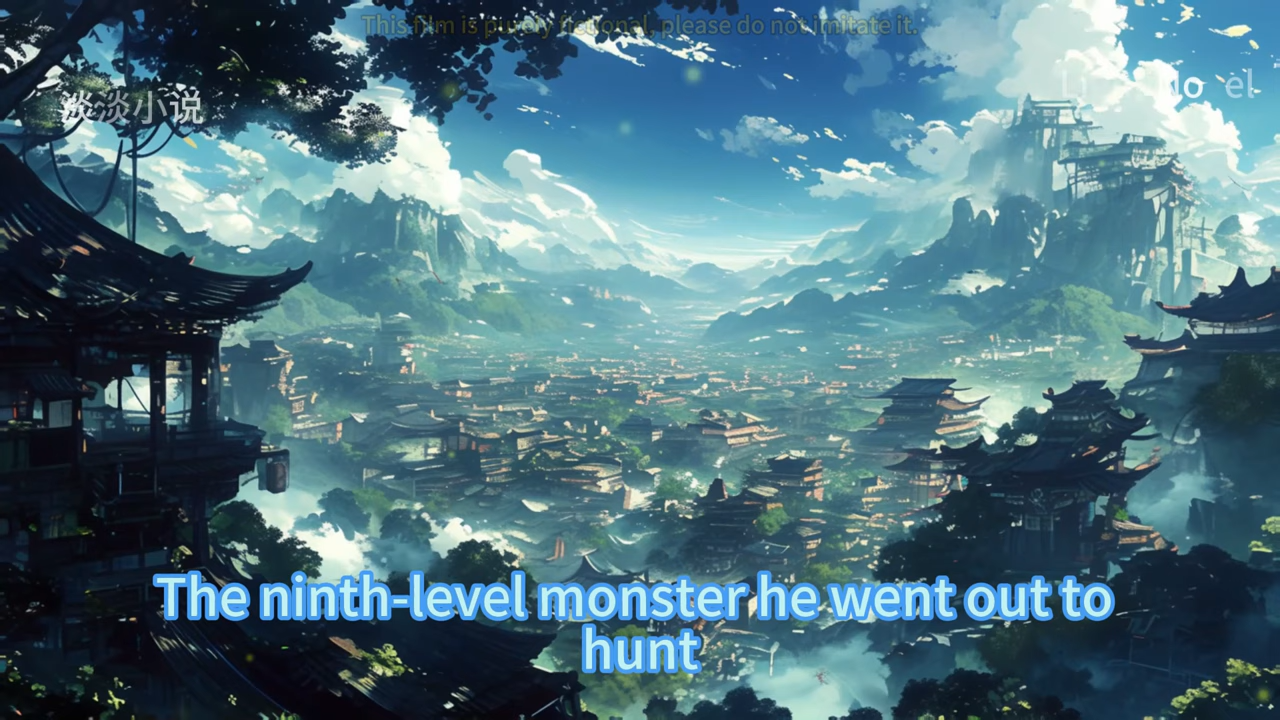 This film is purely fictional, please do not imitate it.
淡淡小说
The ninth-level monster he went out to
hunt